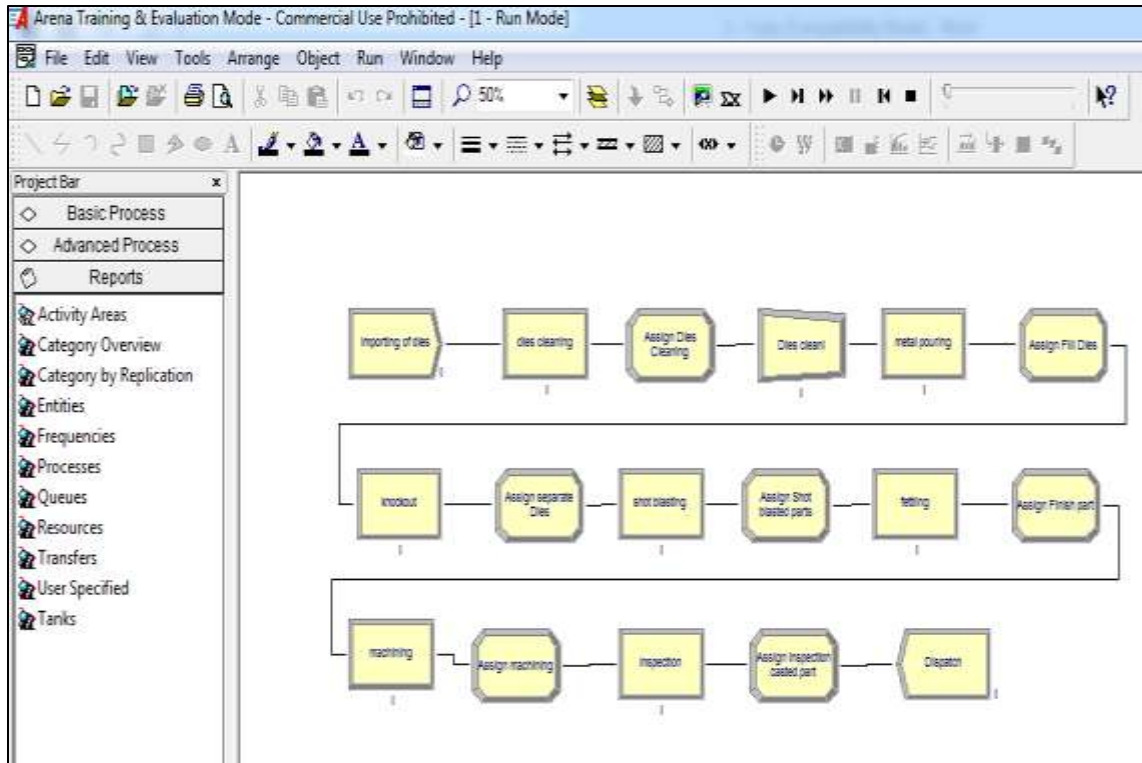 Arena Training & Evaluation Mode - Commercial Use Prohibited - [1 - Run Mode]
File Edit View Tools Arrange Object Run Window Help
50%
Project Bar x
Basic Process
Advanced Process
Reports
Activity Areas
Category Overview
Category by Replication
Entities
Frequencies
Processes
Queues
Resources
Transfers
User Specified
Tanks
Importing of dies
dies cleaning
Assign Dies
Cleaning
Dies clean
metal pouring
Assign Fill Dies
knockout
Assign separate
Dies
shot blasting
Assign Shot
blasted parts
fettling
Assign Finish part
machining
Assign machining
Inspection
Assign Inspection
casted part
Dispatch